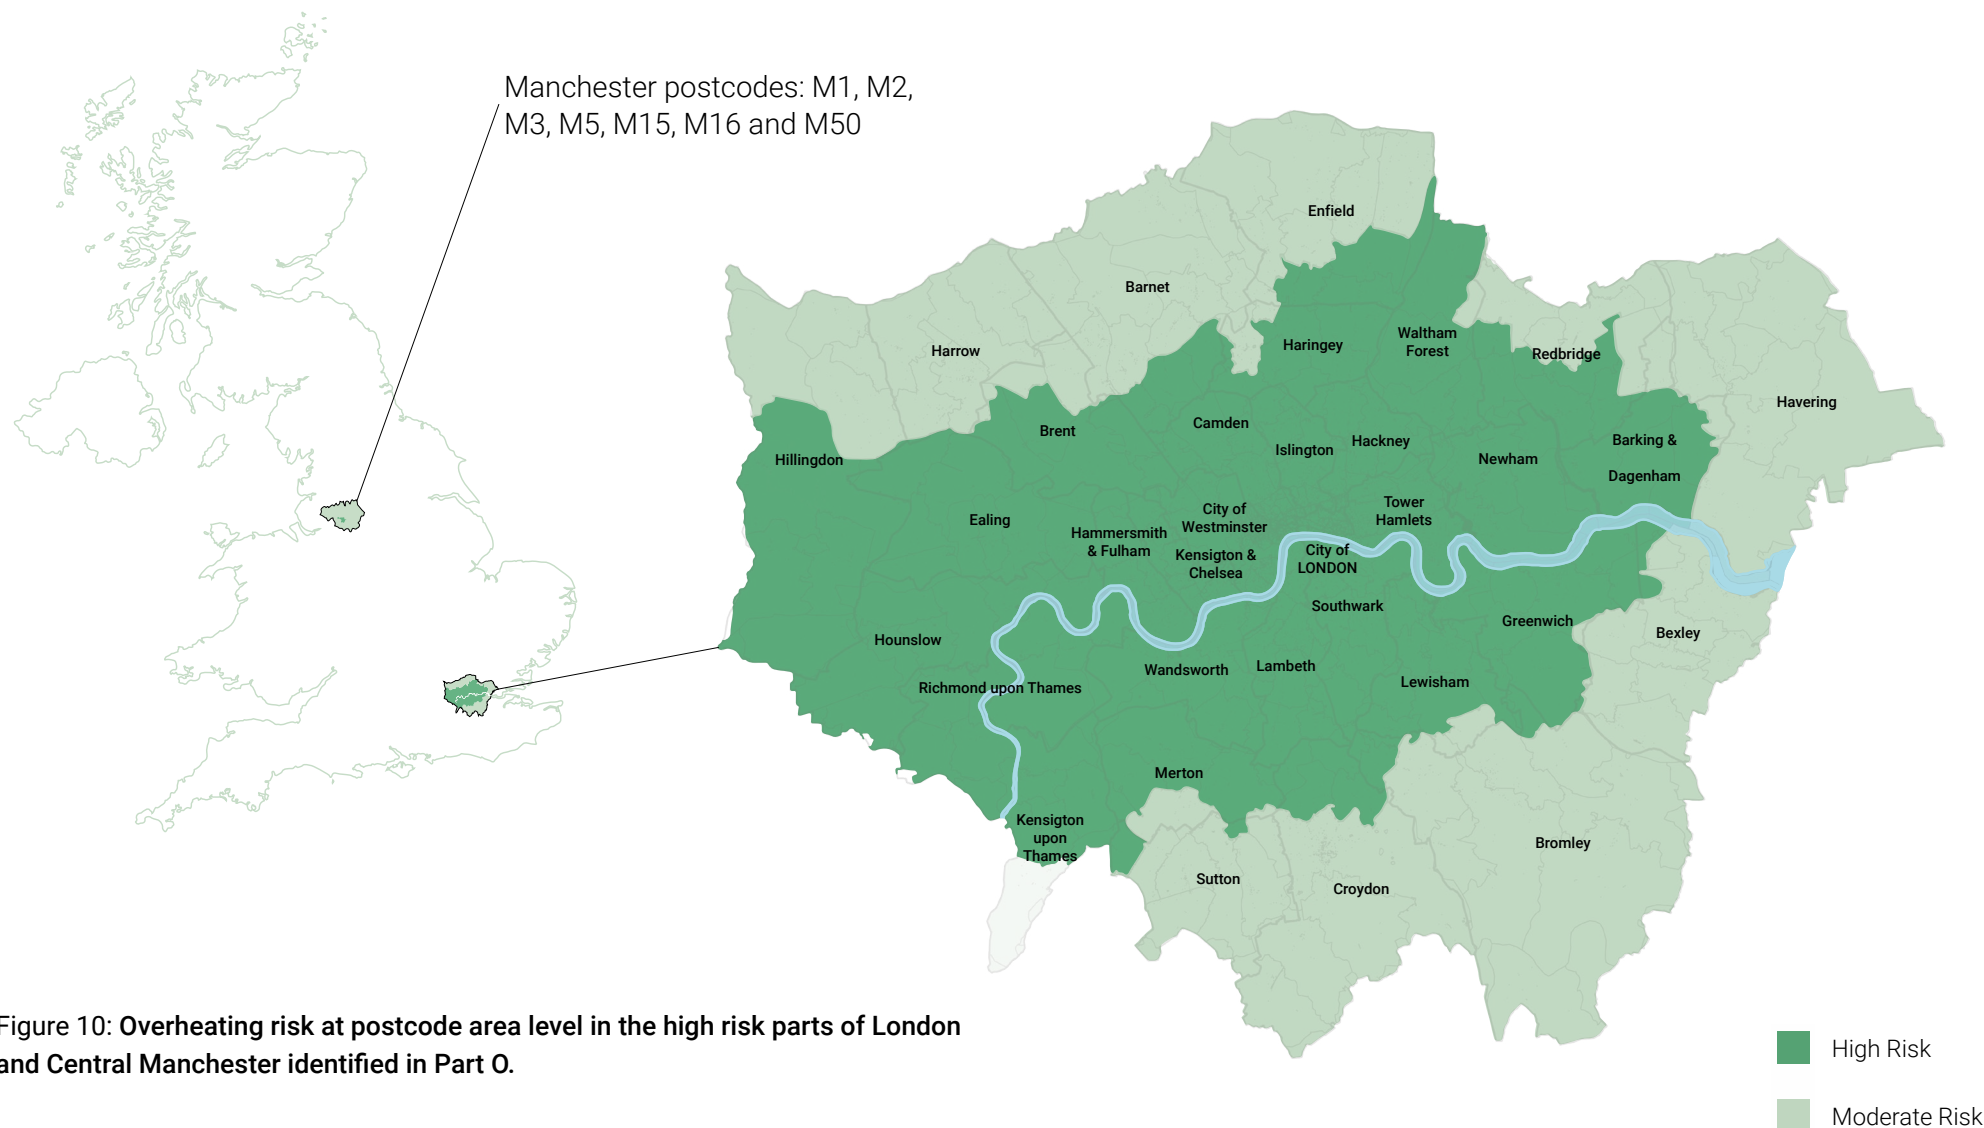 Manchester postcodes: M1, M2,
M3, M5, M15, M16 and M50
Enfield
Barnet
Harrow
Haringey
Waltham
Forest
Redbridge
Havering
Brent
Camden
Islington
Hackney
Newham
Barking &
Dagenham
Hillingdon
Ealing
Hammersmith
& Fulham
City of
Westminster
Kensigton &
Chelsea
Tower
Hamlets
City of
LONDON
Southwark
Greenwich
Bexley
Hounslow
Richmond upon Thames
Wandsworth
Lambeth
Lewisham
Merton
Kensigton
upon
Thames
Sutton
Croydon
Bromley
Figure 10: Overheating risk at postcode area level in the high risk parts of London
and Central Manchester identified in Part O.
High Risk
Moderate Risk